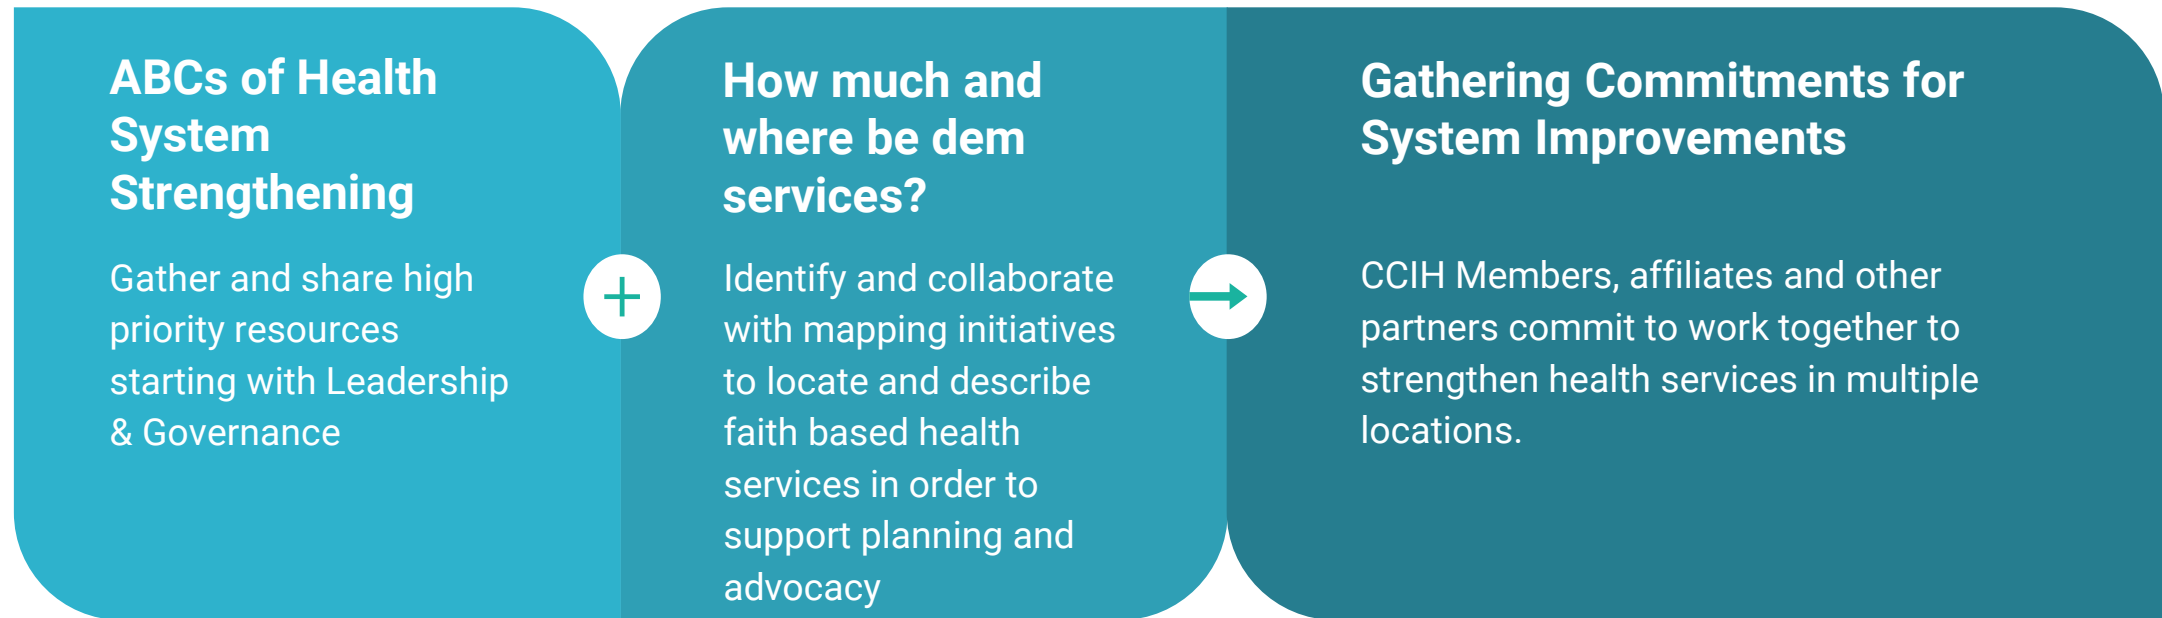 ABCs of Health
System
Strengthening
Gather and share high
priority resources
starting with Leadership
& Governance
How much and
where be dem
services?
Identify and collaborate
with mapping initiatives
to locate and describe
faith based health
services in order to
support planning and
advocacy
Gathering Commitments for
System Improvements
CCIH Members, affiliates and other
partners commit to work together to
strengthen health services in multiple
locations.